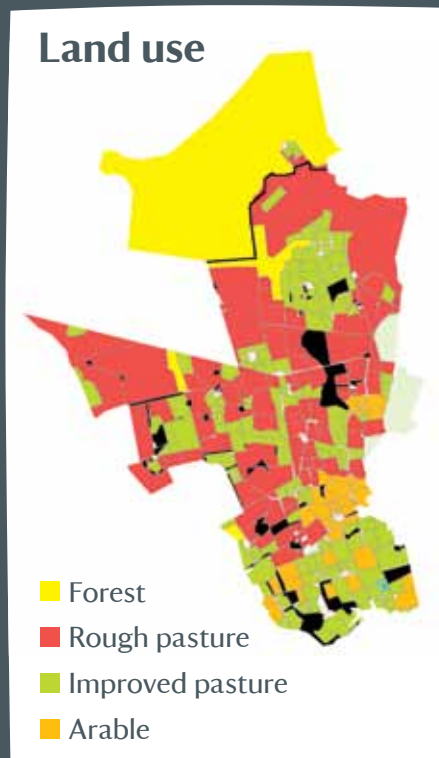 Land use
Forest
Rough pasture
Improved pasture
Arable